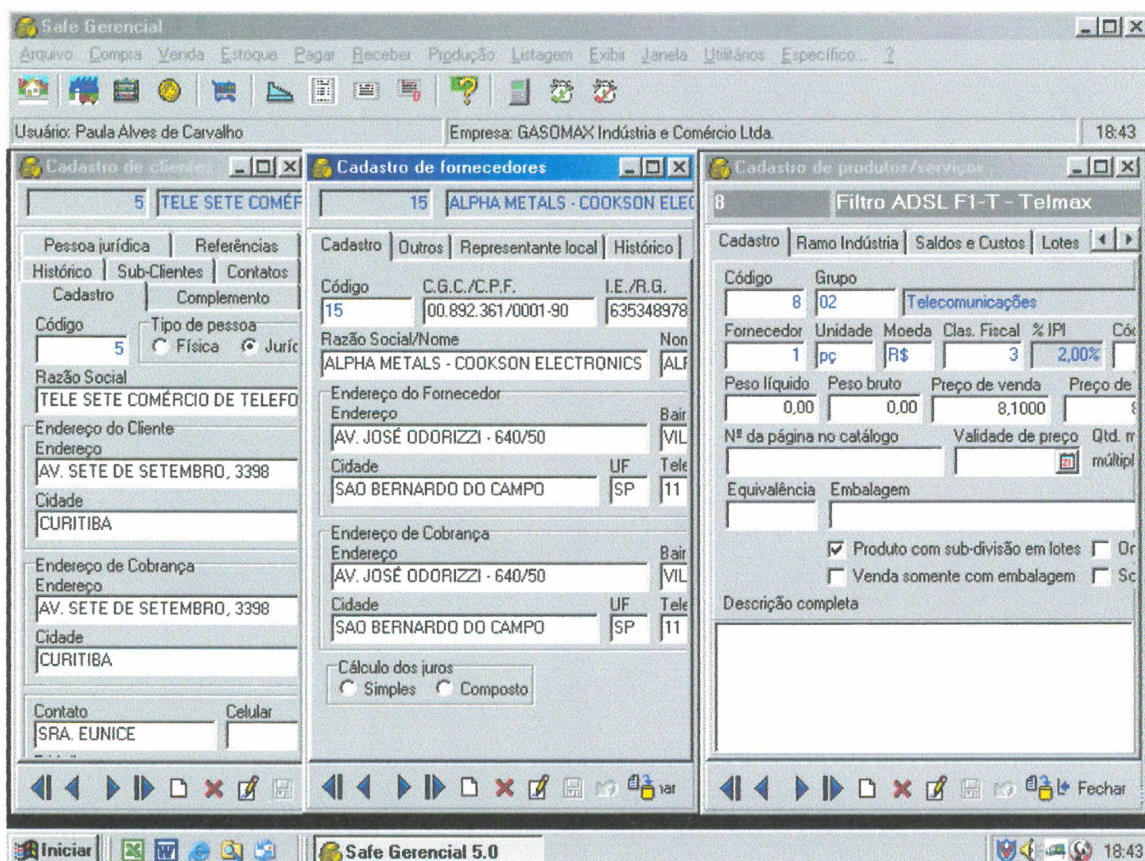 Safe Gerencial
Arquivo Compra Venda Estoque Pagar Receber Produção Listagem Exibir Janela Utilitários Específico ?
Usuário: Paula Alves de Carvalho
Empresa: GASOMAX Indústria e Comércio Ltda.
18:43
Cadastro de cliente
5 TELE SETE COMÉF
Pessoa jurídica Referências
Histórico Sub-Clientes Contatos
Cadastro Complemento
Código Tipo de pessoa
5 Física Juríc
Razão Social
TELE SETE COMÉRCIO DE TELEFO
Endereço do Cliente
Endereço
AV. SETE DE SETEMBRO, 3398
Cidade
CURITIBA
Endereço de Cobrança
Endereço
AV. SETE DE SETEMBRO, 3398
Cidade
CURITIBA
Contato Celular
SRA. EUNICE
Cadastro de fornecedores
15 ALPHA METALS - COOKSON ELEC
Cadastro Outros Representante local Histórico
Código C.G.C./C.P.F. I.E./R.G.
15 00.892.361/0001-90 635348978
Razão Social/Nome Non
ALPHA METALS - COOKSON ELECTRONICS ALF
Endereço do Fornecedor
Endereço Bair
AV. JOSÉ ODORIZZI - 640/50 VIL
Cidade UF Tele
SAO BERNARDO DO CAMPO SP 11
Endereço de Cobrança
Endereço Bair
AV. JOSÉ ODORIZZI - 640/50 VIL
Cidade UF Tele
SAO BERNARDO DO CAMPO SP 11
Cálculo dos juros
Simples Composto
Cadastro de produtos/serviços
8 Filtro ADSL F1-T - Telmax
Cadastro Ramo Indústria Saldos e Custos Lotes
Código Grupo
8 02 Telecomunicações
Fornecedor Unidade Moeda Clas. Fiscal % IPI Cód
1 pç R$ 3 2,00%
Peso líquido Peso bruto Preço de venda Preço de
0,00 0,00 8,1000
Nº da página no catálogo Validade de preço Qtd. m
múltipl
Equivalência Embalagem
Produto com sub-divisão em lotes Or
Venda somente com embalagem Sc
Descrição completa
Fechar
Iniciar
Safe Gerencial 5.0
18:43